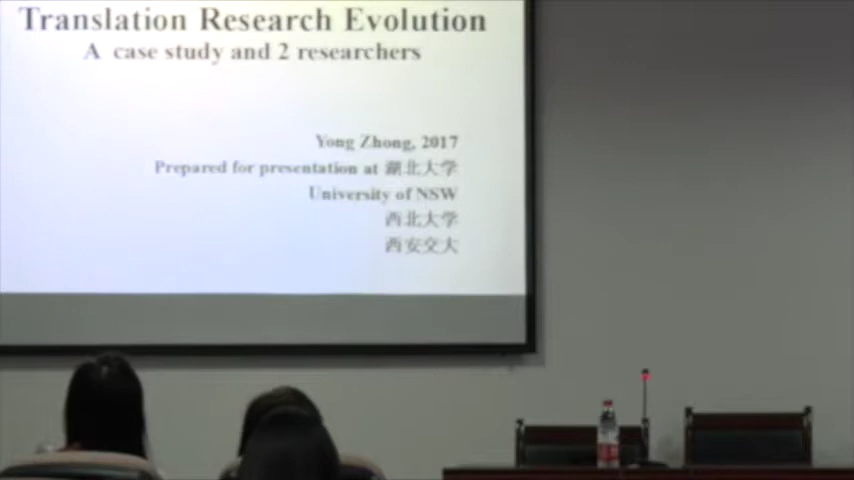 Translation Research Evolution
A case study and 2 researchers
Yong Zhong, 2017
Prepared for presentation at 湖北大学
University of NSW
西北大学
西安交大